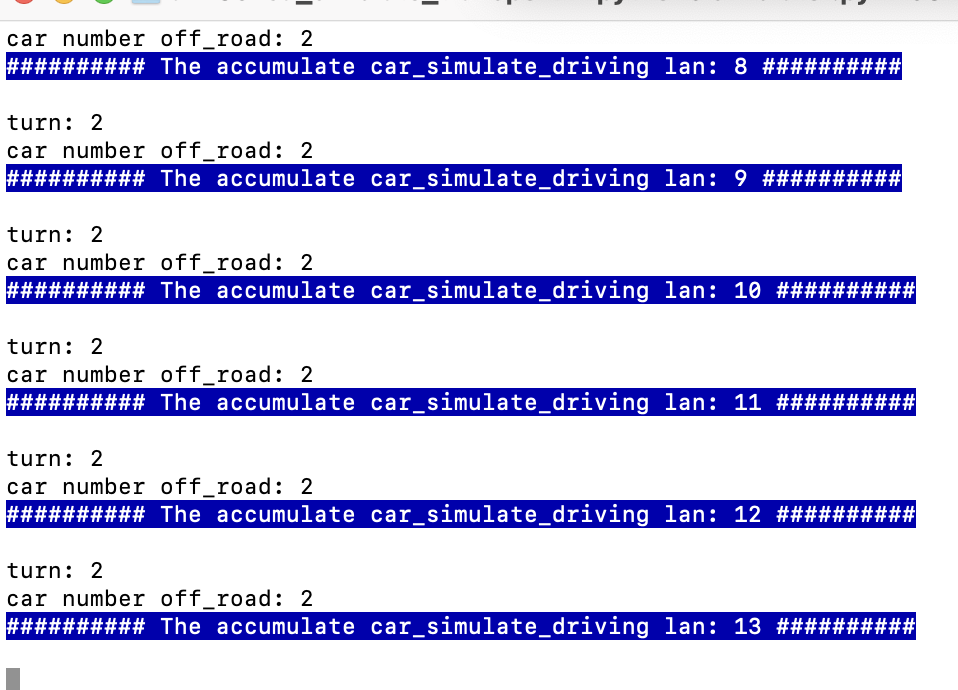 car number off_road: 2
########## The accumulate car_simulate_driving lan: 8 ##########
turn: 2
car number off_road: 2
########## The accumulate car_simulate_driving lan: 9 ##########
turn: 2
car number off_road: 2
########## The accumulate car_simulate_driving lan: 10 ##########
turn: 2
car number off_road: 2
########## The accumulate car_simulate_driving lan: 11 ##########
turn: 2
car number off_road: 2
########## The accumulate car_simulate_driving lan: 12 ##########
turn: 2
car number off_road: 2
########## The accumulate car_simulate_driving lan: 13 ##########